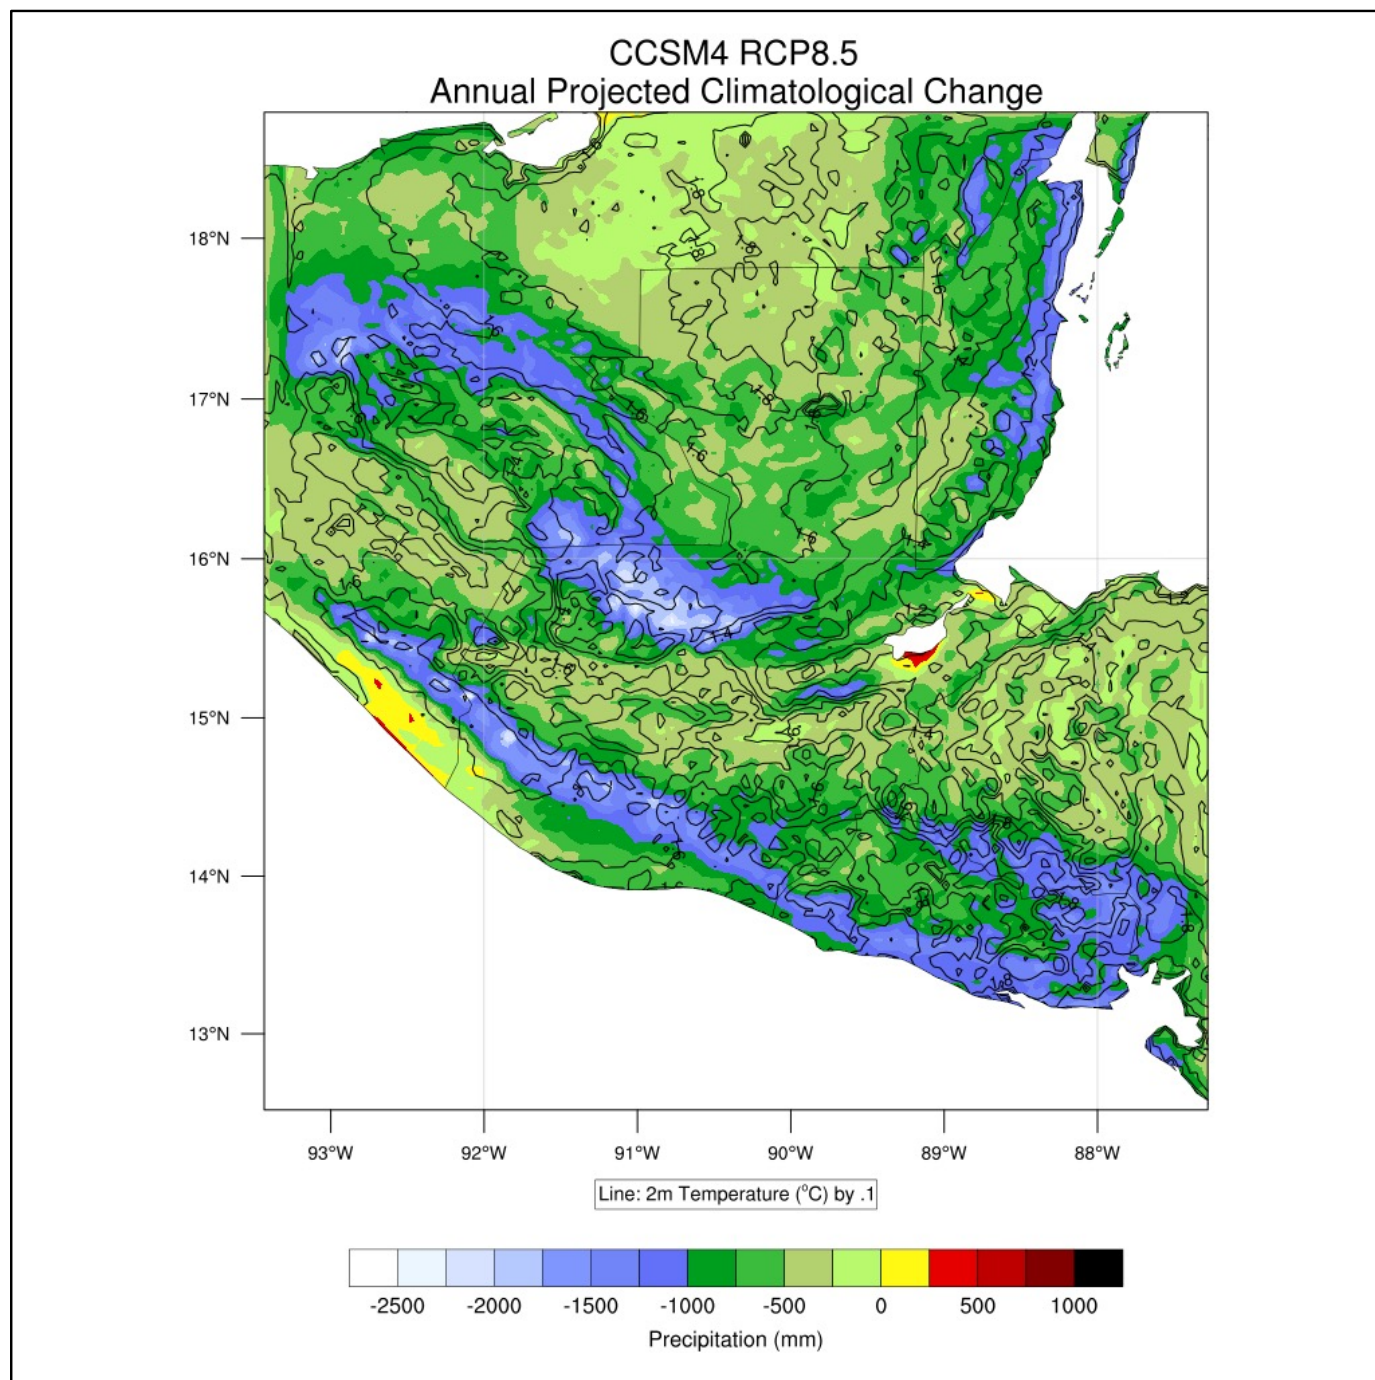 CCSM4 RCP8.5
Annual Projected Climatological Change
18°N
17°N
16°N
15°N
14°N
13°N
93°W 92°W 91°W 90°W 89°W 88°W
Line: 2m Temperature (°C) by .1
-2500 -2000 -1500 -1000 -500 0 500 1000
Precipitation (mm)